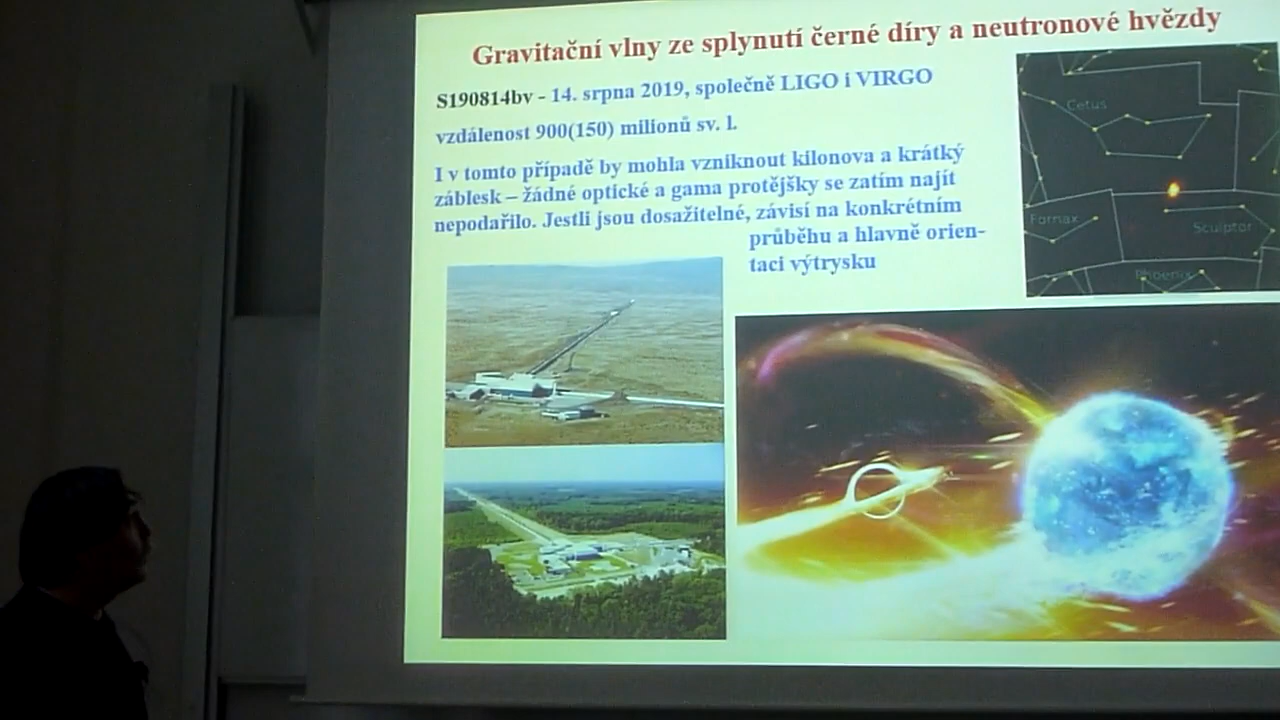 Gravitační vlny ze splynutí černé díry a neutronové hvězdy
S190814bv - 14. srpna 2019, společně LIGO i VIRGO
vzdálenost 900(150) milionů sv. l.
I v tomto případě by mohla vzniknout kilonova a krátký
záblesk – žádné optické a gama protějšky se zatím najít
nepodařilo. Jestli jsou dosažitelné, závisí na konkrétním
průběhu a hlavně orien-
taci výtrysku
Cetus
Fornax
Sculptor
Phoenix